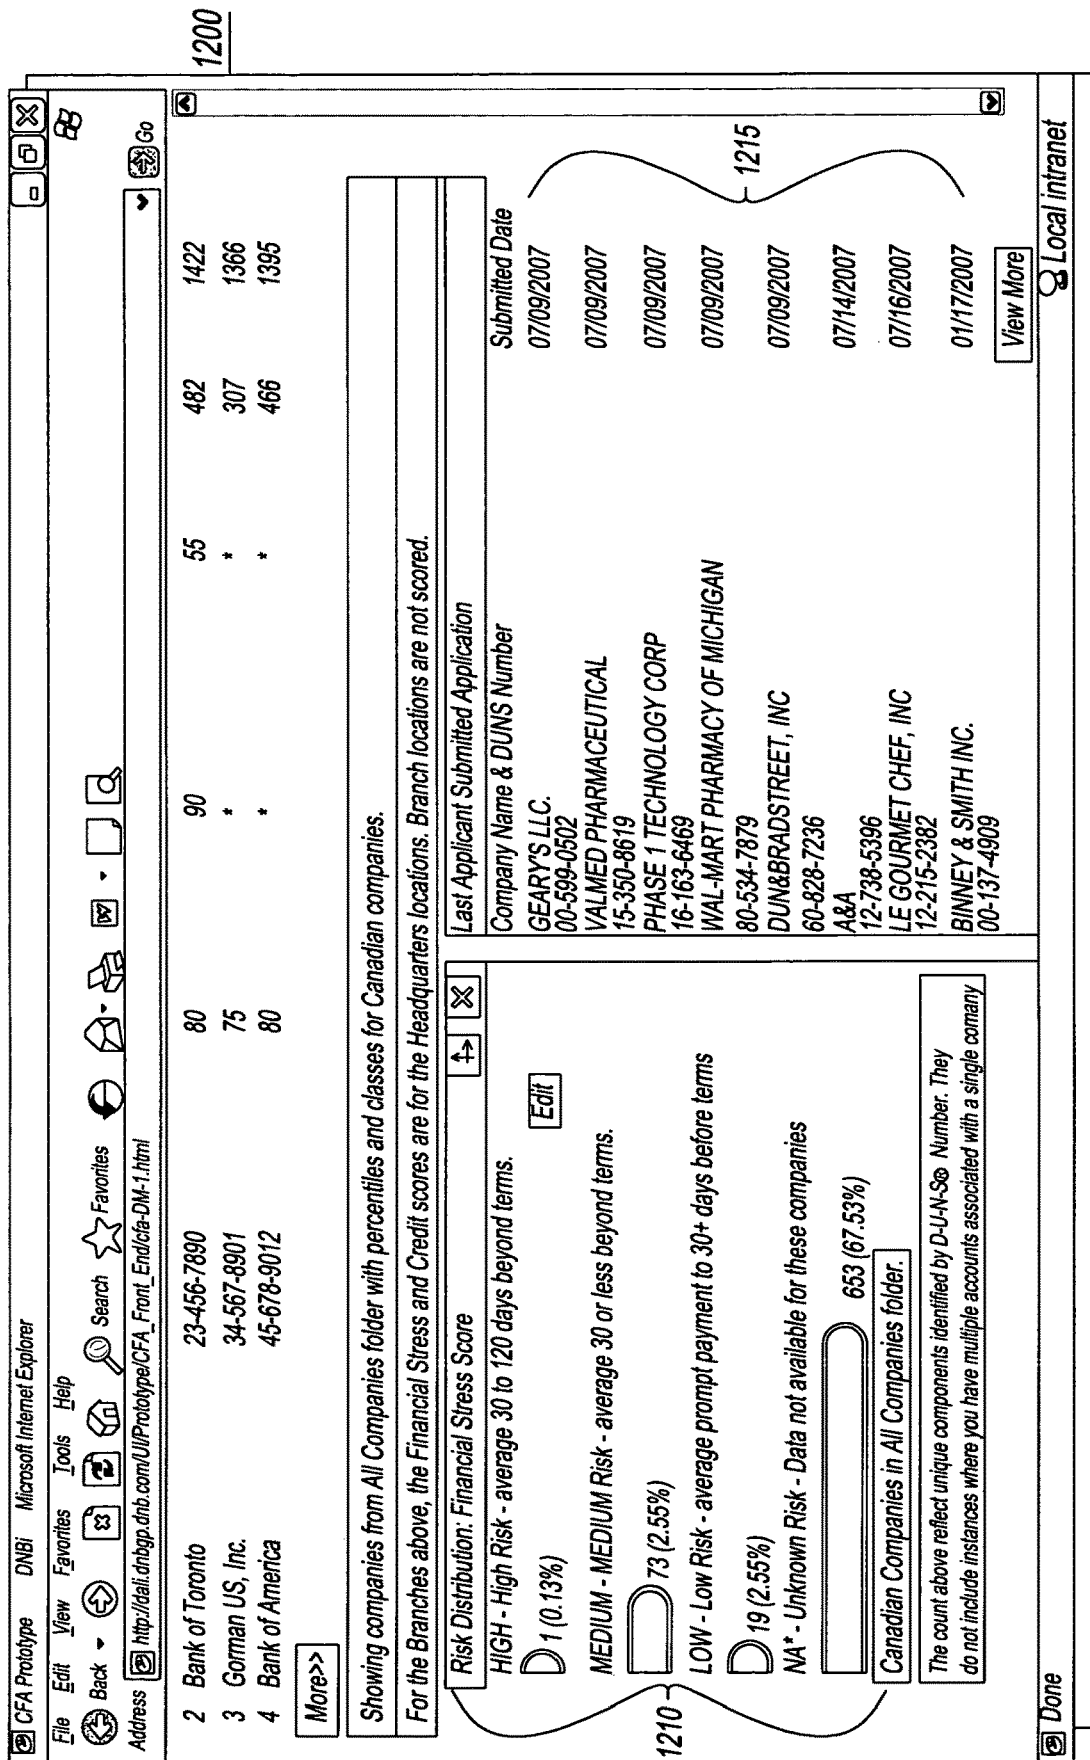 CFA Prototype DNBi Microsoft Internet Explorer
File Edit View Favorites Tools Help
Back Search Favorites
Address http://dali.dnbgp.dnb.com/UI/Prototype/CFA_Front_End/cfa-DM-1.html Go
1200
2 Bank of Toronto 23-456-7890 80 90 55 482 1422
3 Gorman US, Inc. 34-567-8901 75 * * 307 1366
4 Bank of America 45-678-9012 80 * * 466 1395
More>>
Showing companies from All Companies folder with percentiles and classes for Canadian companies.
For the Branches above, the Financial Stress and Credit scores are for the Headquarters locations. Branch locations are not scored.
Risk Distribution: Financial Stress Score
HIGH - High Risk - average 30 to 120 days beyond terms.
1 (0.13%)
Edit
MEDIUM - MEDIUM Risk - average 30 or less beyond terms.
73 (2.55%)
LOW - Low Risk - average prompt payment to 30+ days before terms
19 (2.55%)
NA* - Unknown Risk - Data not available for these companies
653 (67.53%)
Canadian Companies in All Companies folder.
The count above reflect unique components identified by D-U-N-S® Number. They
do not include instances where you have multiple accounts associated with a single comany
1210
Last Applicant Submitted Application
Company Name & DUNS Number Submitted Date
GEARY'S LLC. 07/09/2007
00-599-0502
VALMED PHARMACEUTICAL 07/09/2007
15-350-8619
PHASE 1 TECHNOLOGY CORP 07/09/2007
16-163-6469
WAL-MART PHARMACY OF MICHIGAN 07/09/2007
80-534-7879
DUN&BRADSTREET, INC 07/09/2007
60-828-7236
A&A 07/14/2007
12-738-5396
LE GOURMET CHEF, INC 07/16/2007
12-215-2382
BINNEY & SMITH INC. 01/17/2007
00-137-4909
View More
1215
Done Local intranet